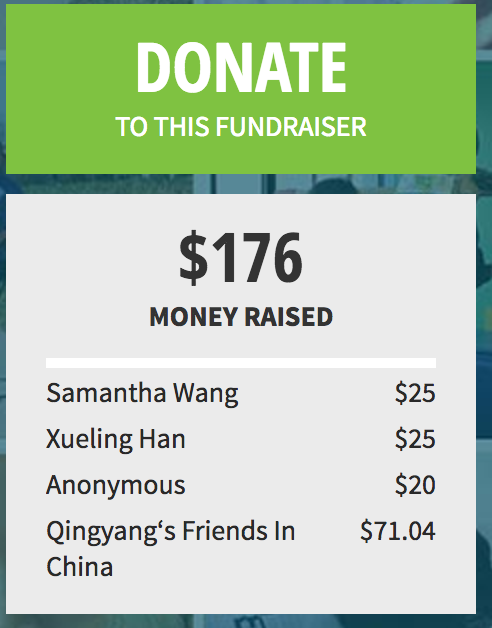 DONATE
TO THIS FUNDRAISER
$176
MONEY RAISED
Samantha Wang $25
Xueling Han $25
Anonymous $20
Qingyang‘s Friends In $71.04
China